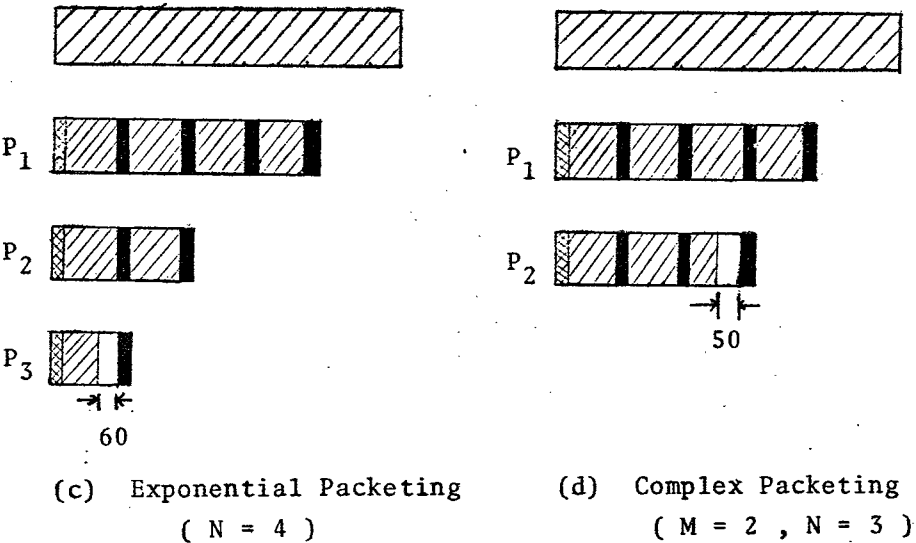 P1
P2
P3
60
(c) Exponential Packeting
( N = 4 )
P1
P2
50
(d) Complex Packeting
( M = 2 , N = 3 )